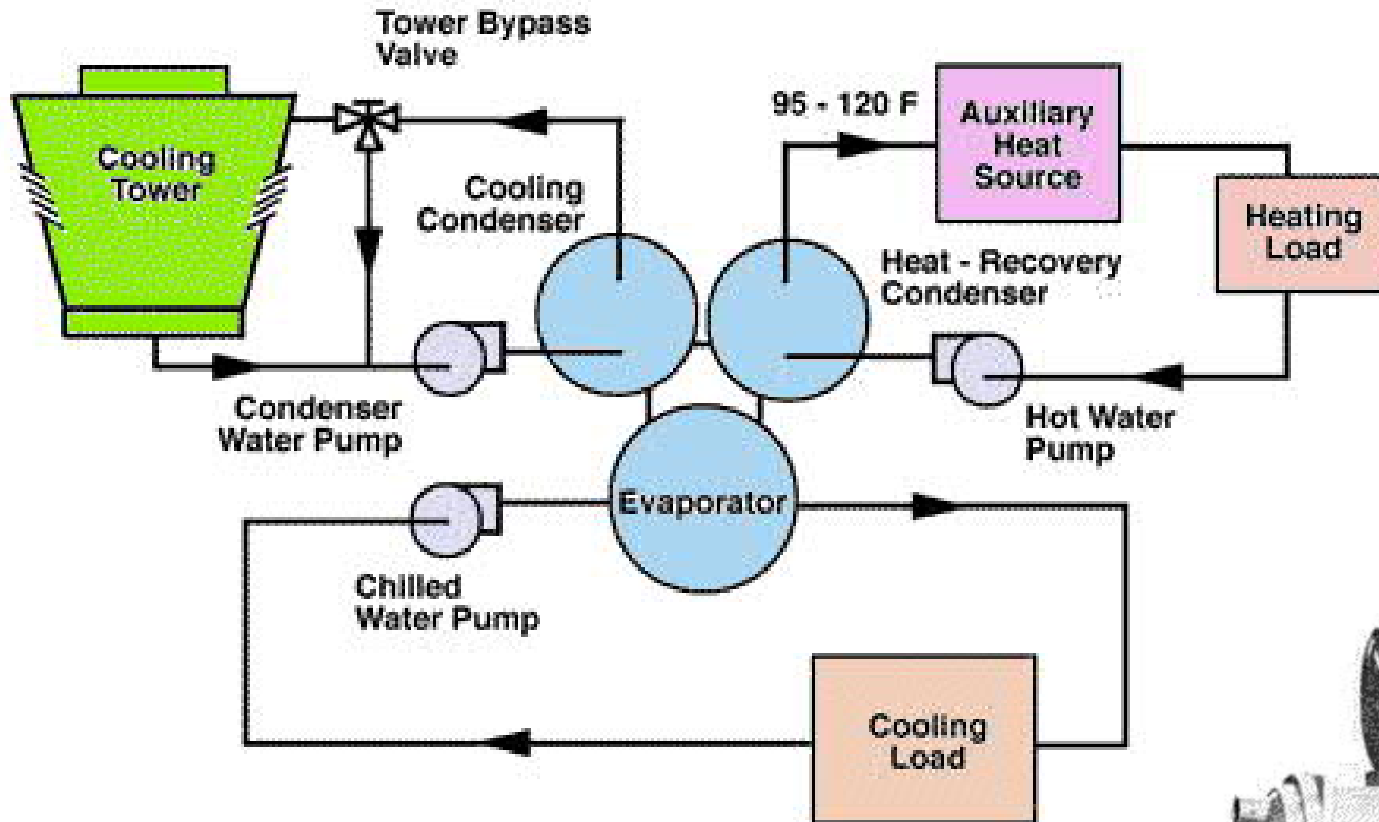 Tower Bypass
Valve
95 - 120 F
Auxiliary
Heat
Source
Cooling
Tower
Cooling
Condenser
Heating
Load
Heat - Recovery
Condenser
Condenser
Water Pump
Hot Water
Pump
Evaporator
Chilled
Water Pump
Cooling
Load